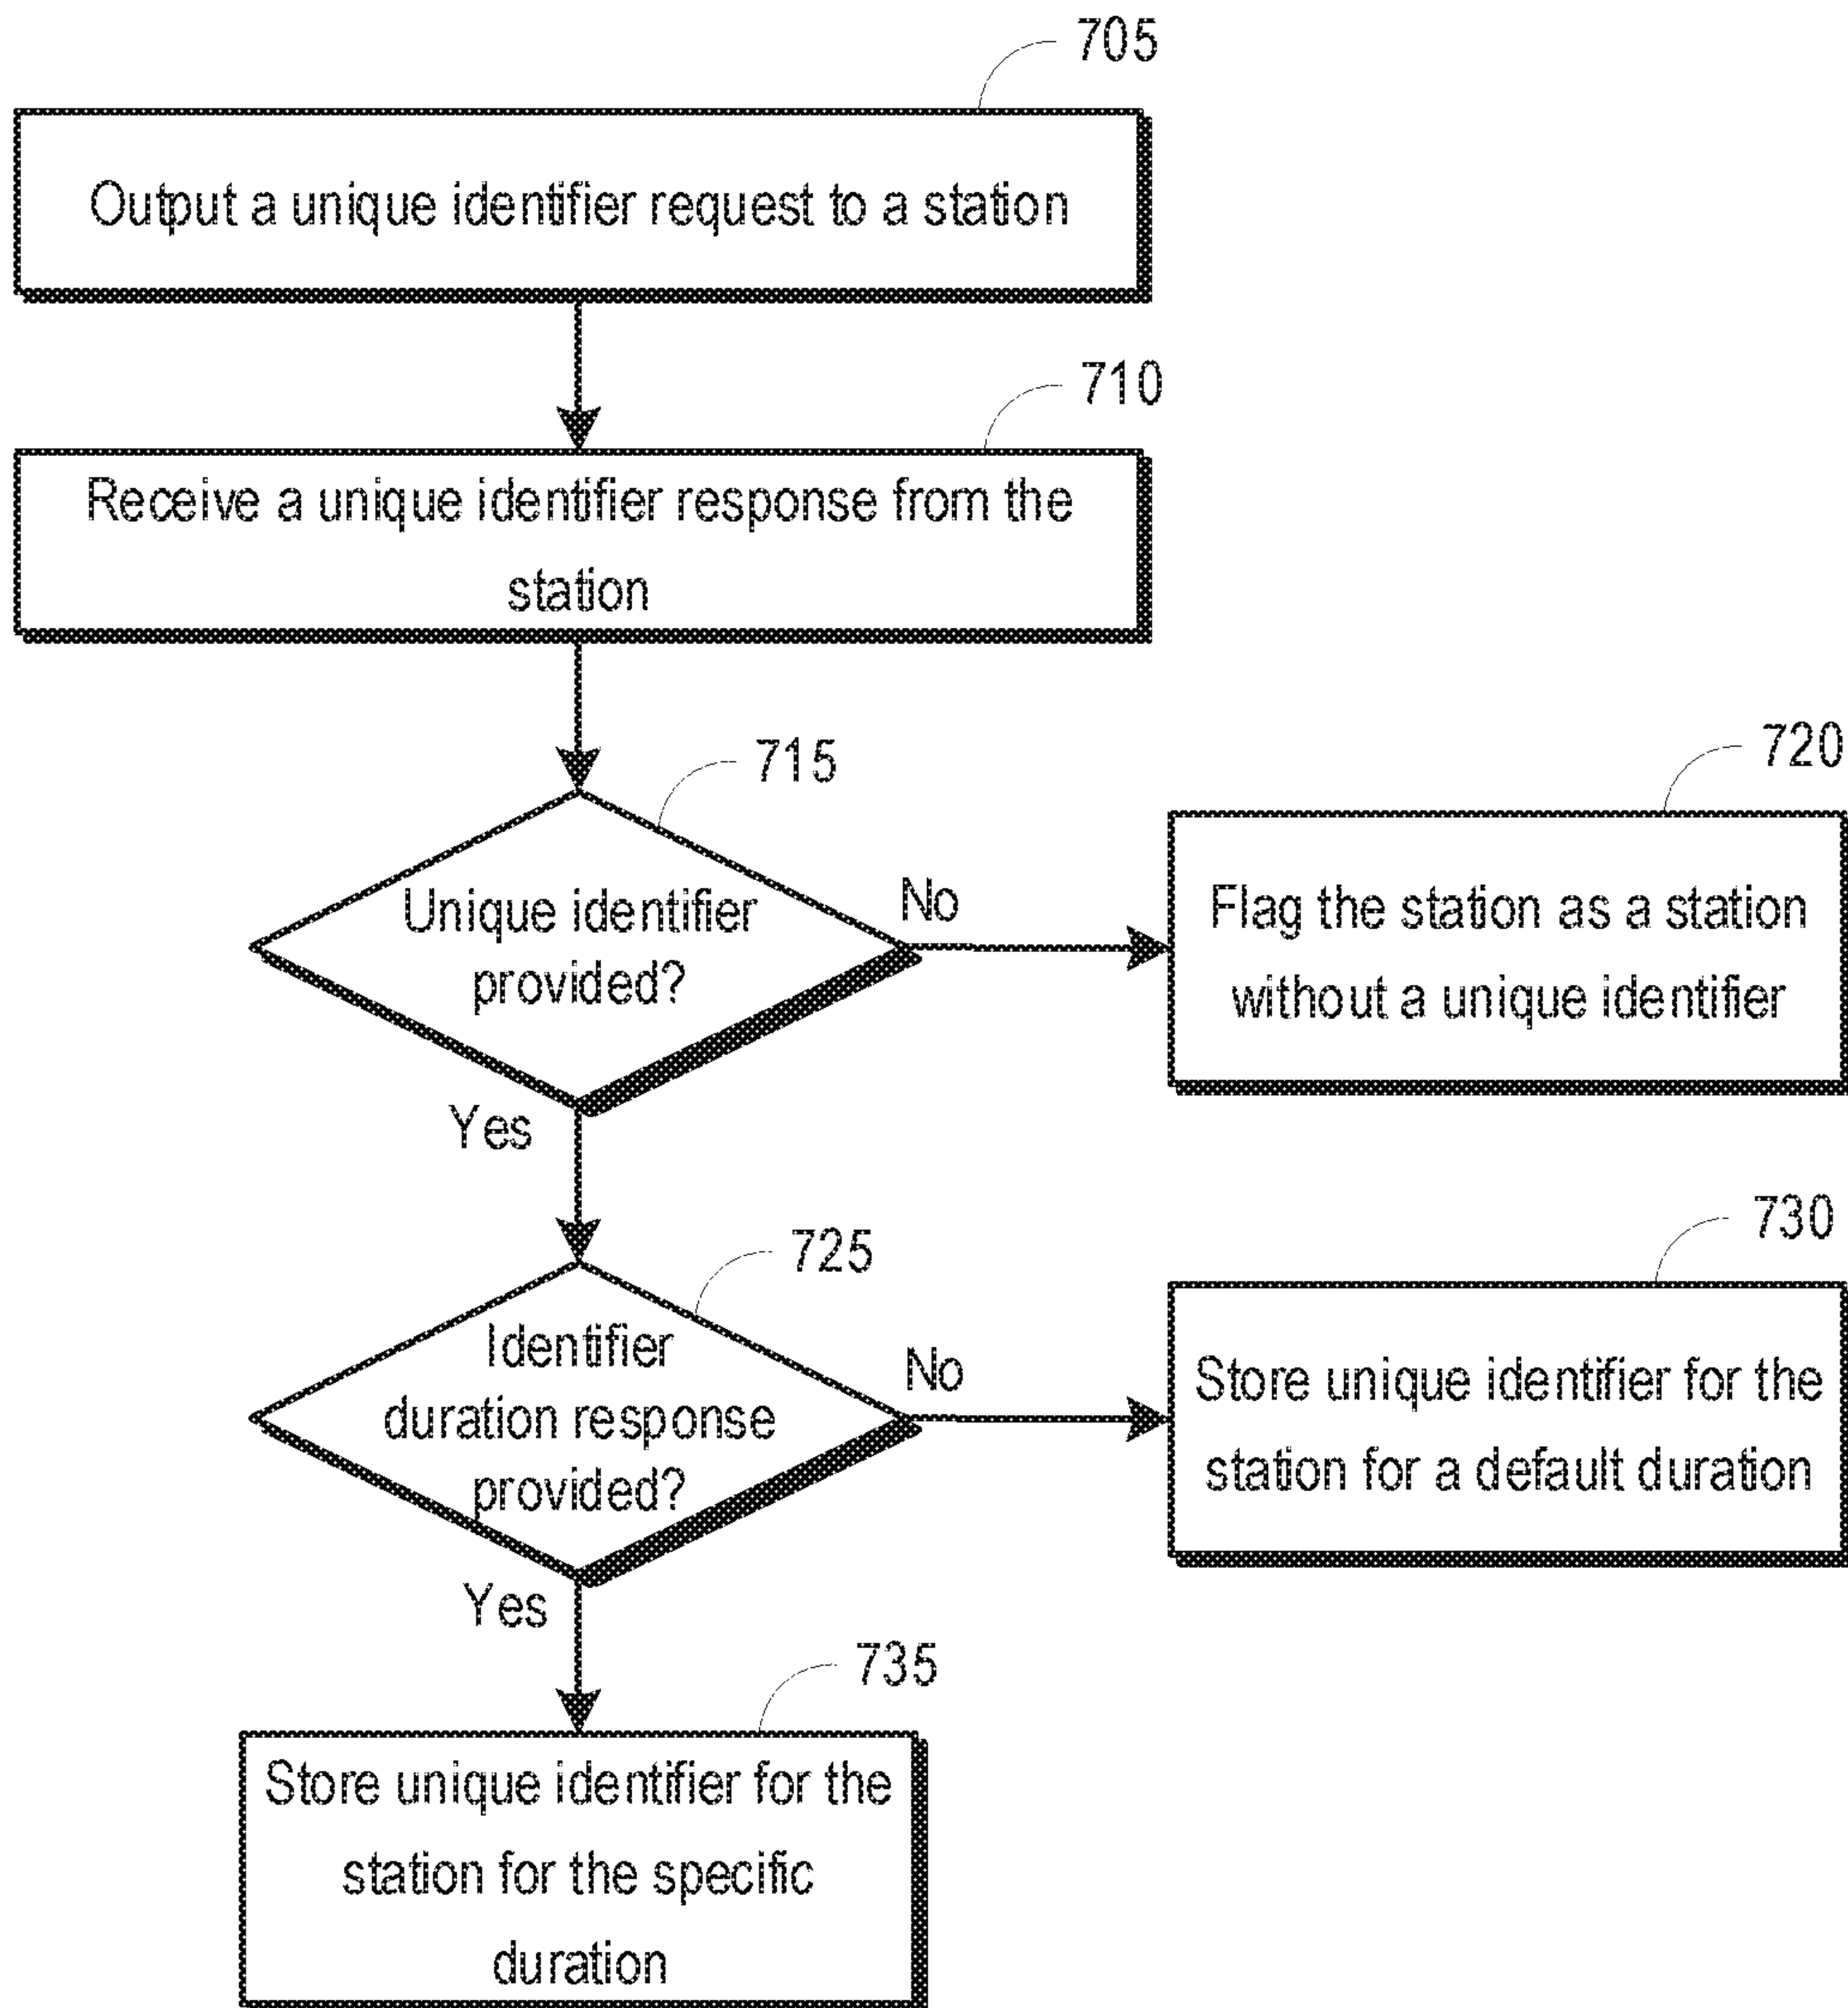 705
Output a unique identifier request to a station
710
Receive a unique identifier response from the
station
715
Unique identifier
provided?
No
720
Flag the station as a station
without a unique identifier
Yes
725
Identifier
duration response
provided?
No
730
Store unique identifier for the
station for a default duration
Yes
735
Store unique identifier for the
station for the specific
duration